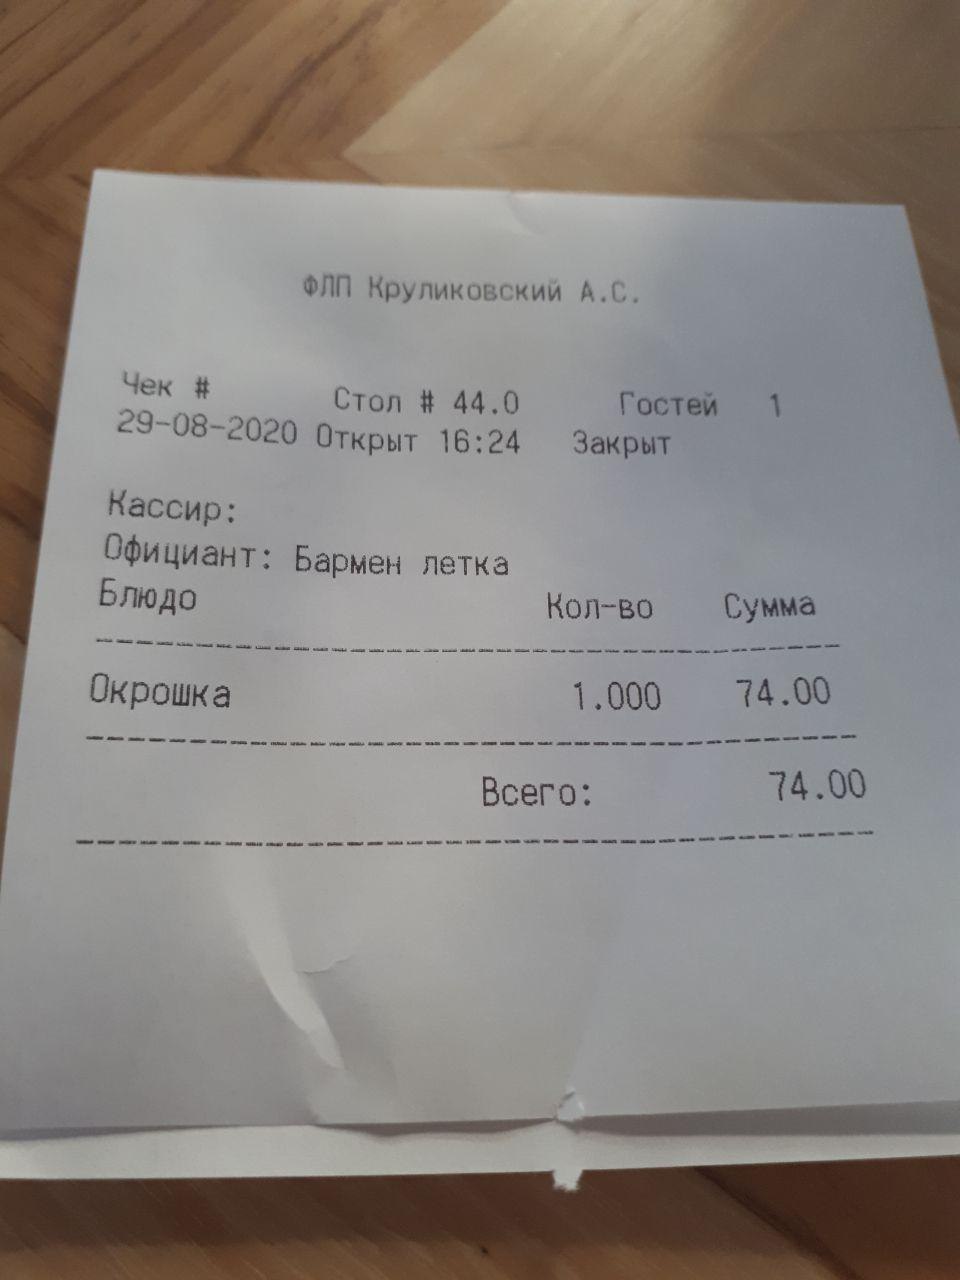 ФЛП Круликовский А.С.
Чек # Стол # 44.0 Гостей 1
29-08-2020 Открыт 16:24 Закрыт
Кассир:
Официант: Бармен летка
Блюдо Кол-во Сумма
Окрошка 1.000 74.00
Всего: 74.00